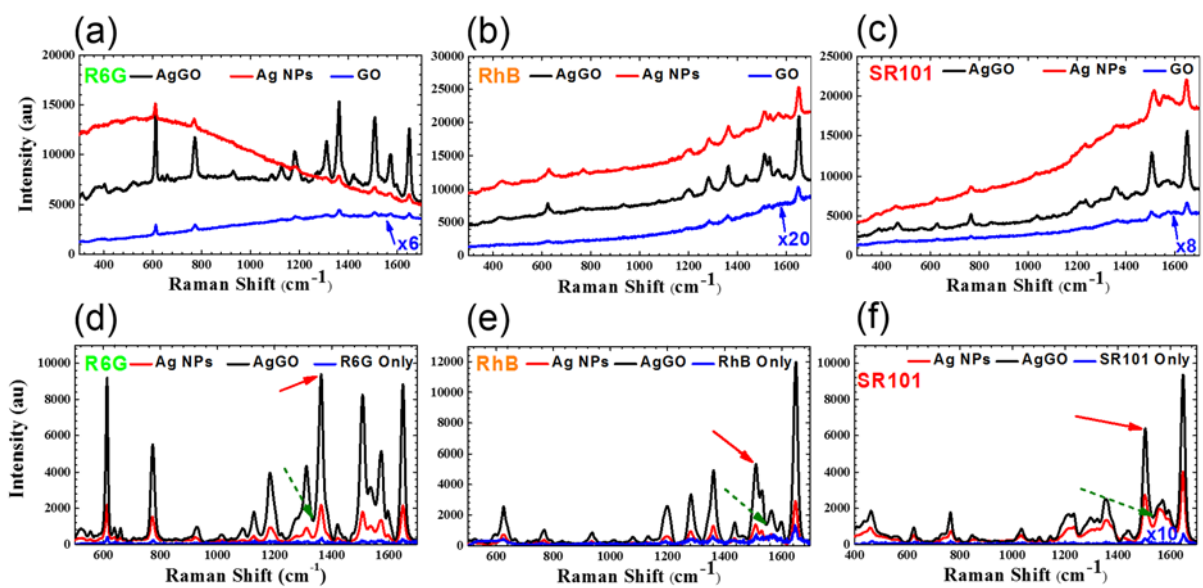 (a)
(b)
(c)
R6G AgGO Ag NPs GO
RhB AgGO Ag NPs GO
SR101 AgGO Ag NPs GO
Intensity (au)
20000
15000
10000
5000
0
x6
400 600 800 1000 1200 1400 1600
Raman Shift (cm⁻¹)
30000
25000
20000
15000
10000
5000
0
x20
400 600 800 1000 1200 1400 1600
Raman Shift (cm⁻¹)
25000
20000
15000
10000
5000
0
x8
400 600 800 1000 1200 1400 1600
Raman Shift (cm⁻¹)
(d)
(e)
(f)
R6G Ag NPs AgGO R6G Only
RhB Ag NPs AgGO RhB Only
SR101 Ag NPs AgGO SR101 Only
Intensity (au)
10000
8000
6000
4000
2000
0
600 800 1000 1200 1400 1600
Raman Shift (cm⁻¹)
12000
10000
8000
6000
4000
2000
0
600 800 1000 1200 1400 1600
Raman Shift (cm⁻¹)
10000
8000
6000
4000
2000
0
x10
400 600 800 1000 1200 1400 1600
Raman Shift (cm⁻¹)